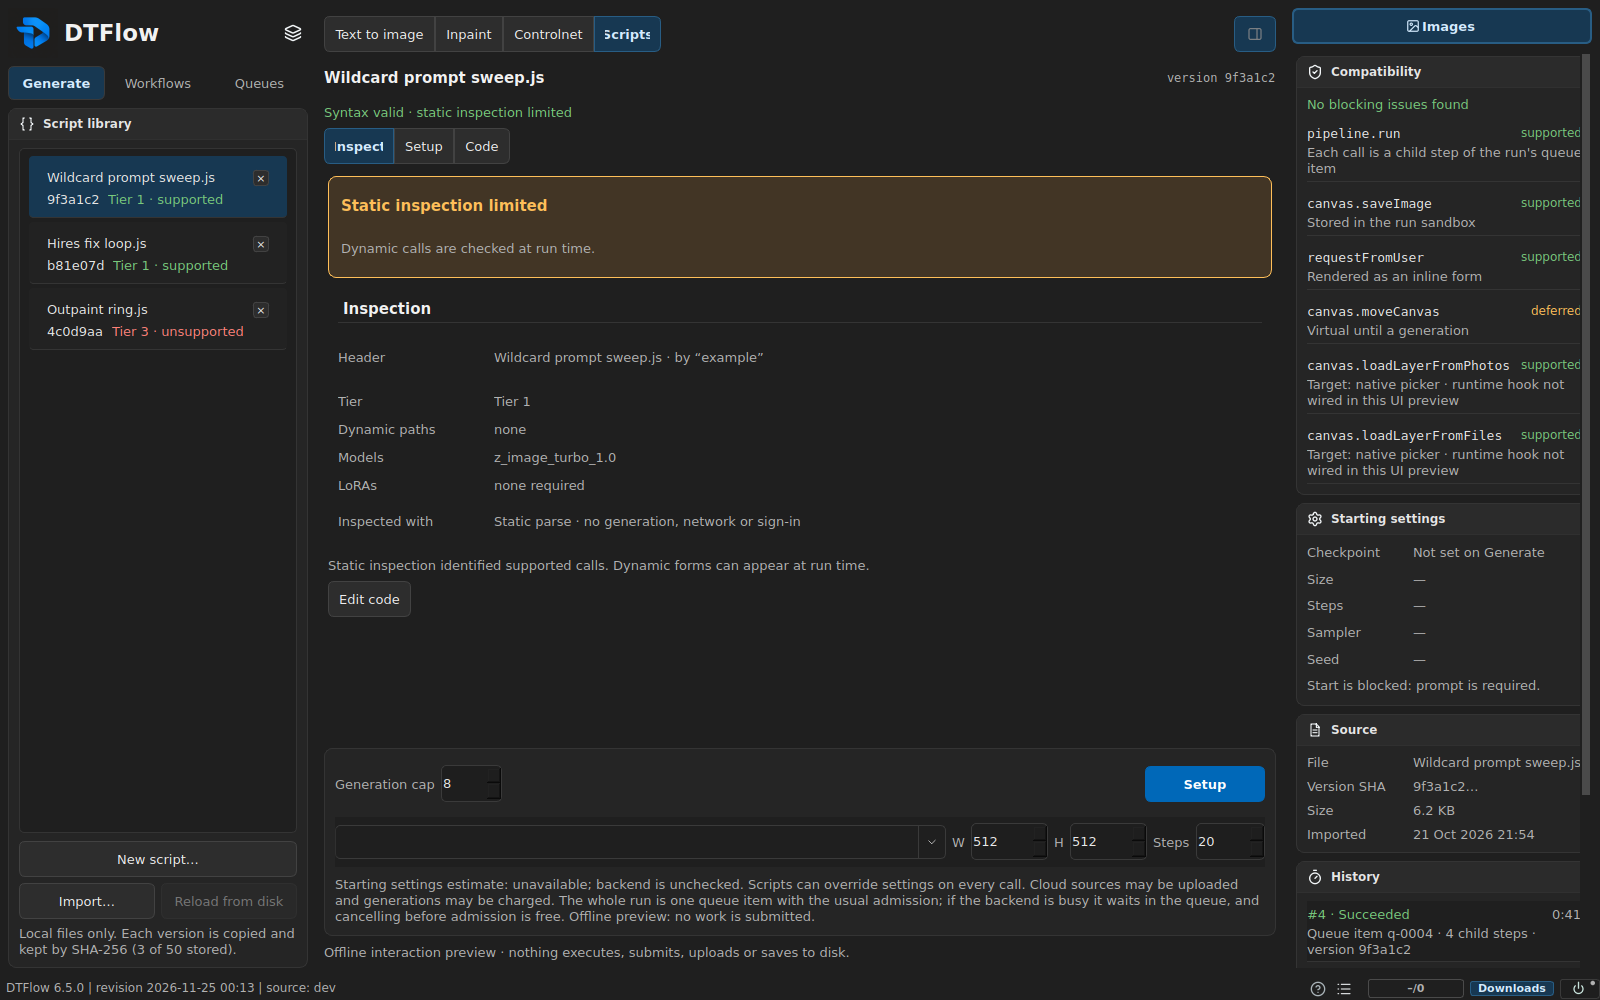 DTFlow
Generate
Workflows
Queues
Script library
Wildcard prompt sweep.js
9f3a1c2 Tier 1 · supported
Hires fix loop.js
b81e07d Tier 1 · supported
Outpaint ring.js
4c0d9aa Tier 3 · unsupported
New script...
Import...
Reload from disk
Local files only. Each version is copied and
kept by SHA-256 (3 of 50 stored).
Text to image
Inpaint
Controlnet
Scripts
Wildcard prompt sweep.js
version 9f3a1c2
Syntax valid · static inspection limited
Inspect
Setup
Code
Static inspection limited
Dynamic calls are checked at run time.
Inspection
Header Wildcard prompt sweep.js · by “example”
Tier Tier 1
Dynamic paths none
Models z_image_turbo_1.0
LoRAs none required
Inspected with Static parse · no generation, network or sign-in
Static inspection identified supported calls. Dynamic forms can appear at run time.
Edit code
Generation cap 8
Setup
W 512 H 512 Steps 20
Starting settings estimate: unavailable; backend is unchecked. Scripts can override settings on every call. Cloud sources may be uploaded
and generations may be charged. The whole run is one queue item with the usual admission; if the backend is busy it waits in the queue, and
cancelling before admission is free. Offline preview: no work is submitted.
Offline interaction preview · nothing executes, submits, uploads or saves to disk.
Images
Compatibility
No blocking issues found
pipeline.run supported
Each call is a child step of the run's queue
item
canvas.saveImage supported
Stored in the run sandbox
requestFromUser supported
Rendered as an inline form
canvas.moveCanvas deferred
Virtual until a generation
canvas.loadLayerFromPhotos supported
Target: native picker · runtime hook not
wired in this UI preview
canvas.loadLayerFromFiles supported
Target: native picker · runtime hook not
wired in this UI preview
Starting settings
Checkpoint Not set on Generate
Size —
Steps —
Sampler —
Seed —
Start is blocked: prompt is required.
Source
File Wildcard prompt sweep.js
Version SHA 9f3a1c2...
Size 6.2 KB
Imported 21 Oct 2026 21:54
History
#4 · Succeeded 0:41
Queue item q-0004 · 4 child steps ·
version 9f3a1c2
DTFlow 6.5.0 | revision 2026-11-25 00:13 | source: dev
-/0
Downloads